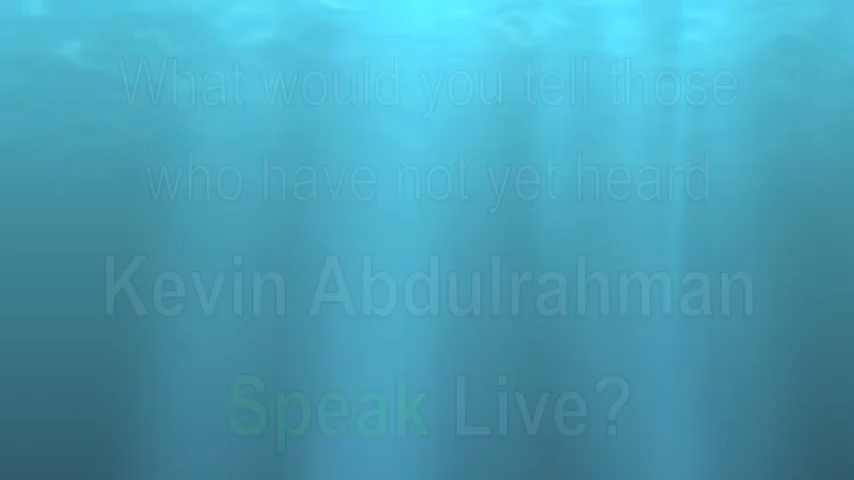 What would you tell those
who have not yet heard
Kevin Abdulrahman
Speak Live?